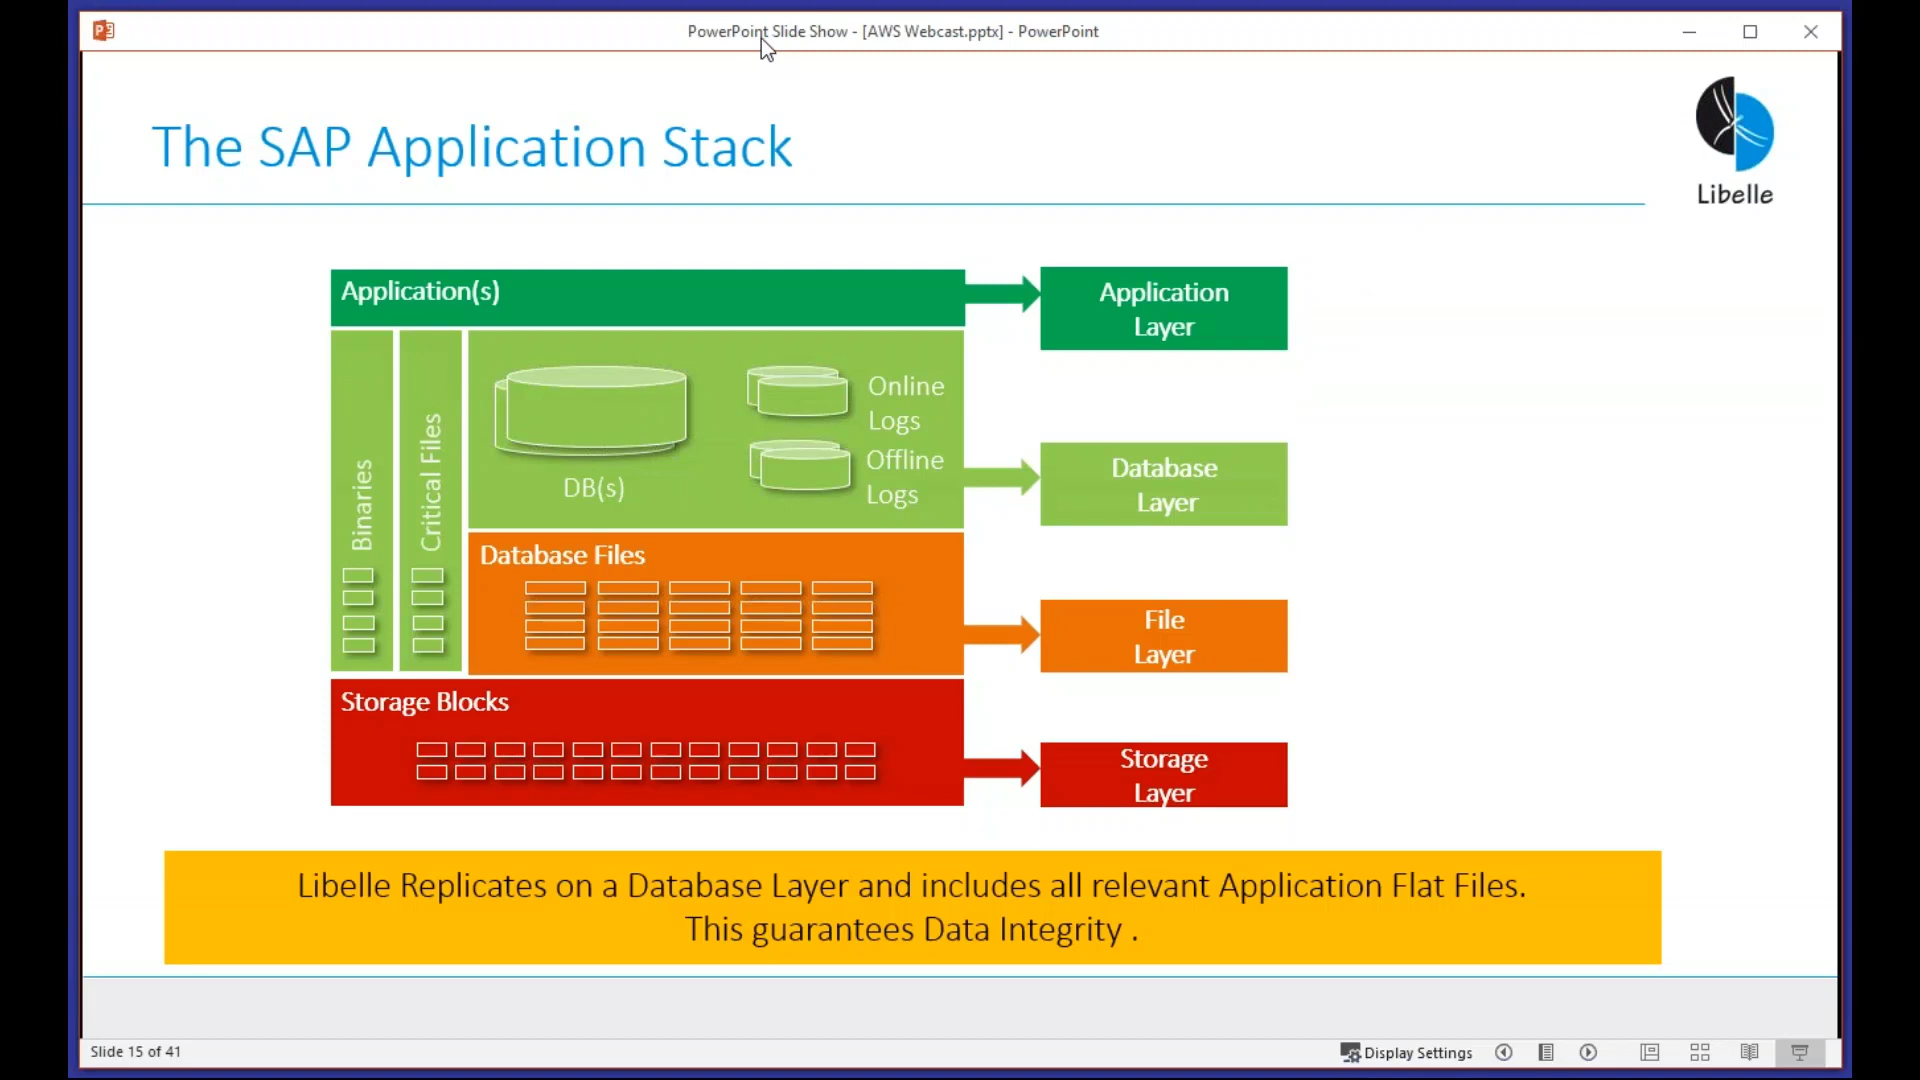 PowerPoint Slide Show - [AWS Webcast.pptx] - PowerPoint
The SAP Application Stack
Libelle
Application(s)
Application
Layer
Binaries
Critical Files
DB(s)
Online
Logs
Offline
Logs
Database
Layer
Database Files
File
Layer
Storage Blocks
Storage
Layer
Libelle Replicates on a Database Layer and includes all relevant Application Flat Files.
This guarantees Data Integrity .
Slide 15 of 41
Display Settings